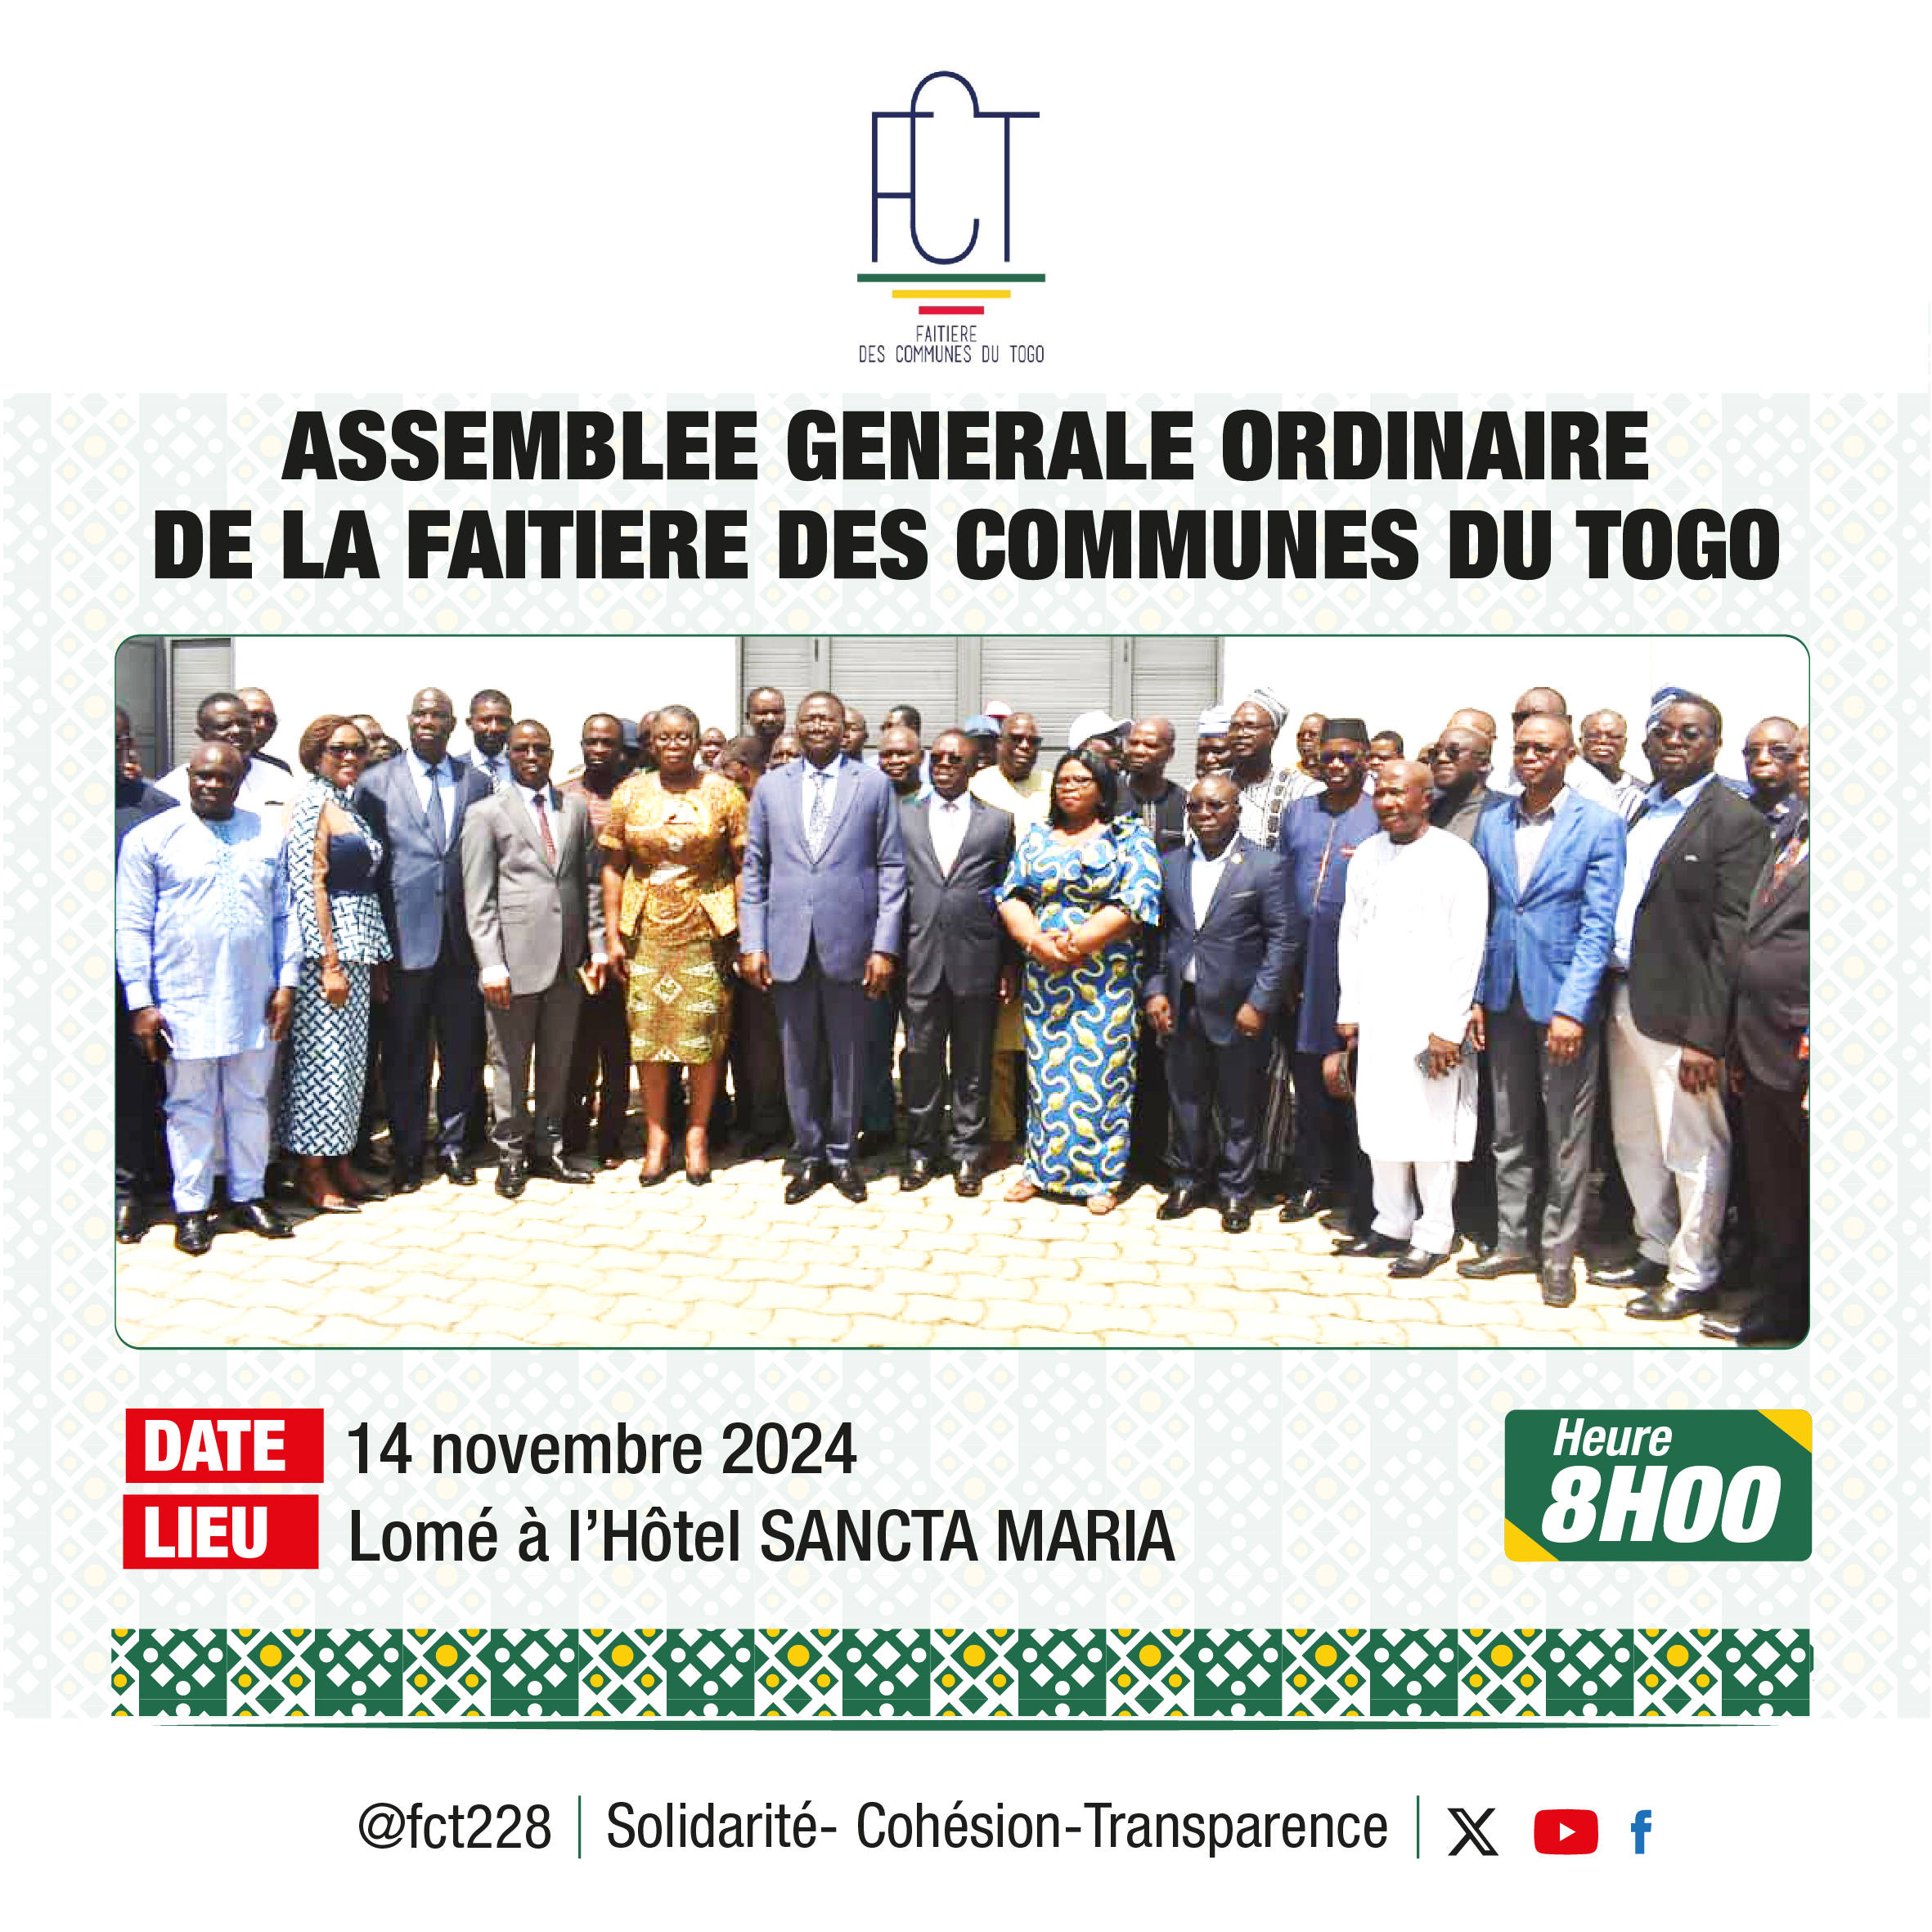 FCT
FAITIERE
DES COMMUNES DU TOGO
ASSEMBLEE GENERALE ORDINAIRE
DE LA FAITIERE DES COMMUNES DU TOGO
DATE 14 novembre 2024
LIEU Lomé à l’Hôtel SANCTA MARIA
Heure
8H00
@fct228 | Solidarité- Cohésion-Transparence |